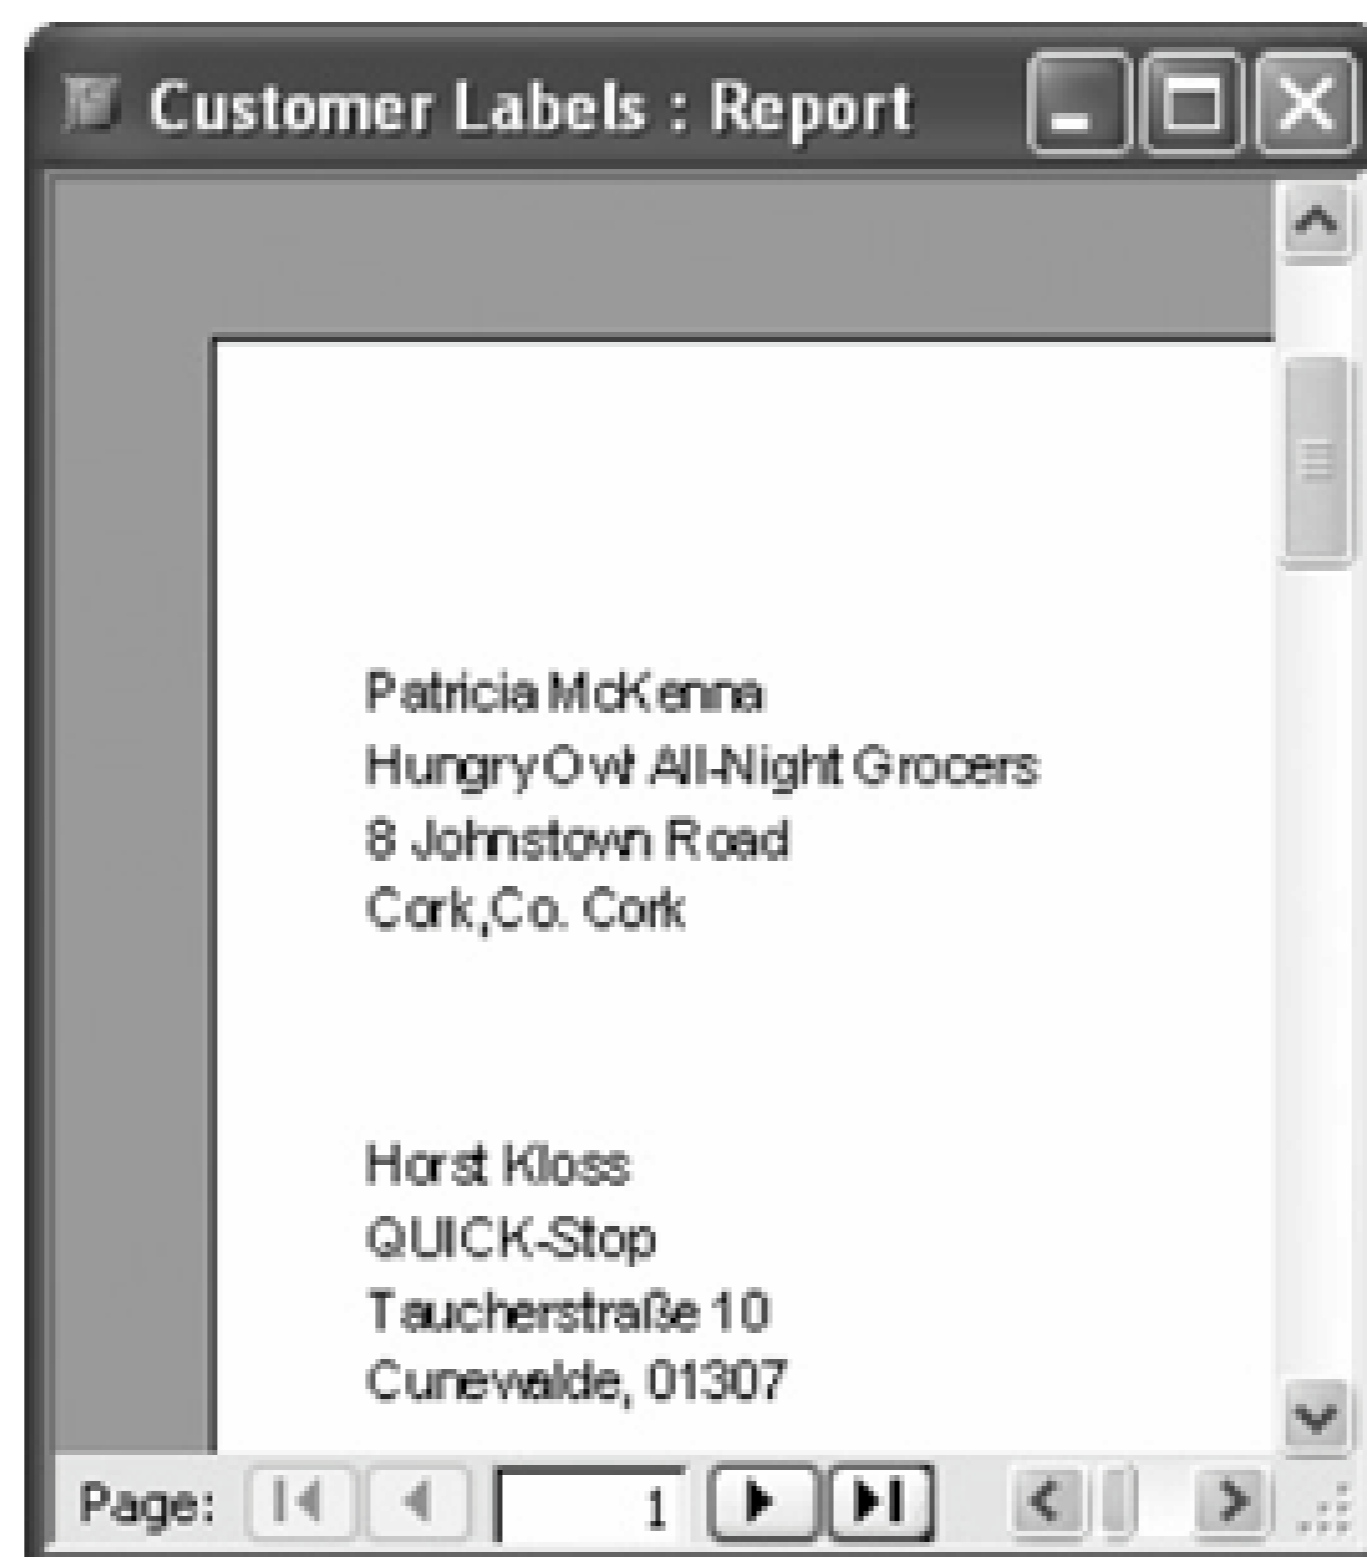 Customer Labels : Report
Patricia McKenna
Hungry Owl All-Night Grocers
8 Johnstown Road
Cork,Co. Cork
Horst Kloss
QUICK-Stop
Taucherstraße 10
Cunewalde, 01307
Page: 1